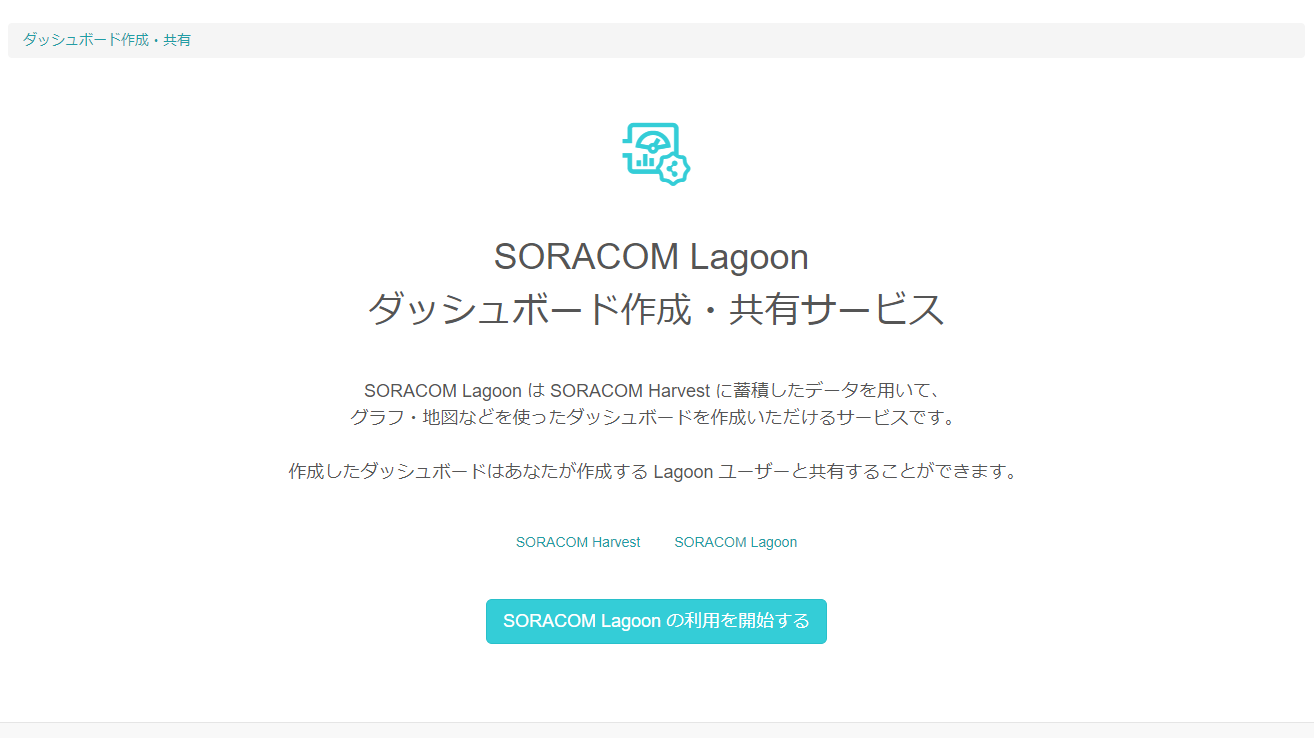 ダッシュボード作成・共有
SORACOM Lagoon
ダッシュボード作成・共有サービス
SORACOM Lagoon は SORACOM Harvest に蓄積したデータを用いて、
グラフ・地図などを使ったダッシュボードを作成いただけるサービスです。
作成したダッシュボードはあなたが作成する Lagoon ユーザーと共有することができます。
SORACOM Harvest SORACOM Lagoon
SORACOM Lagoon の利用を開始する